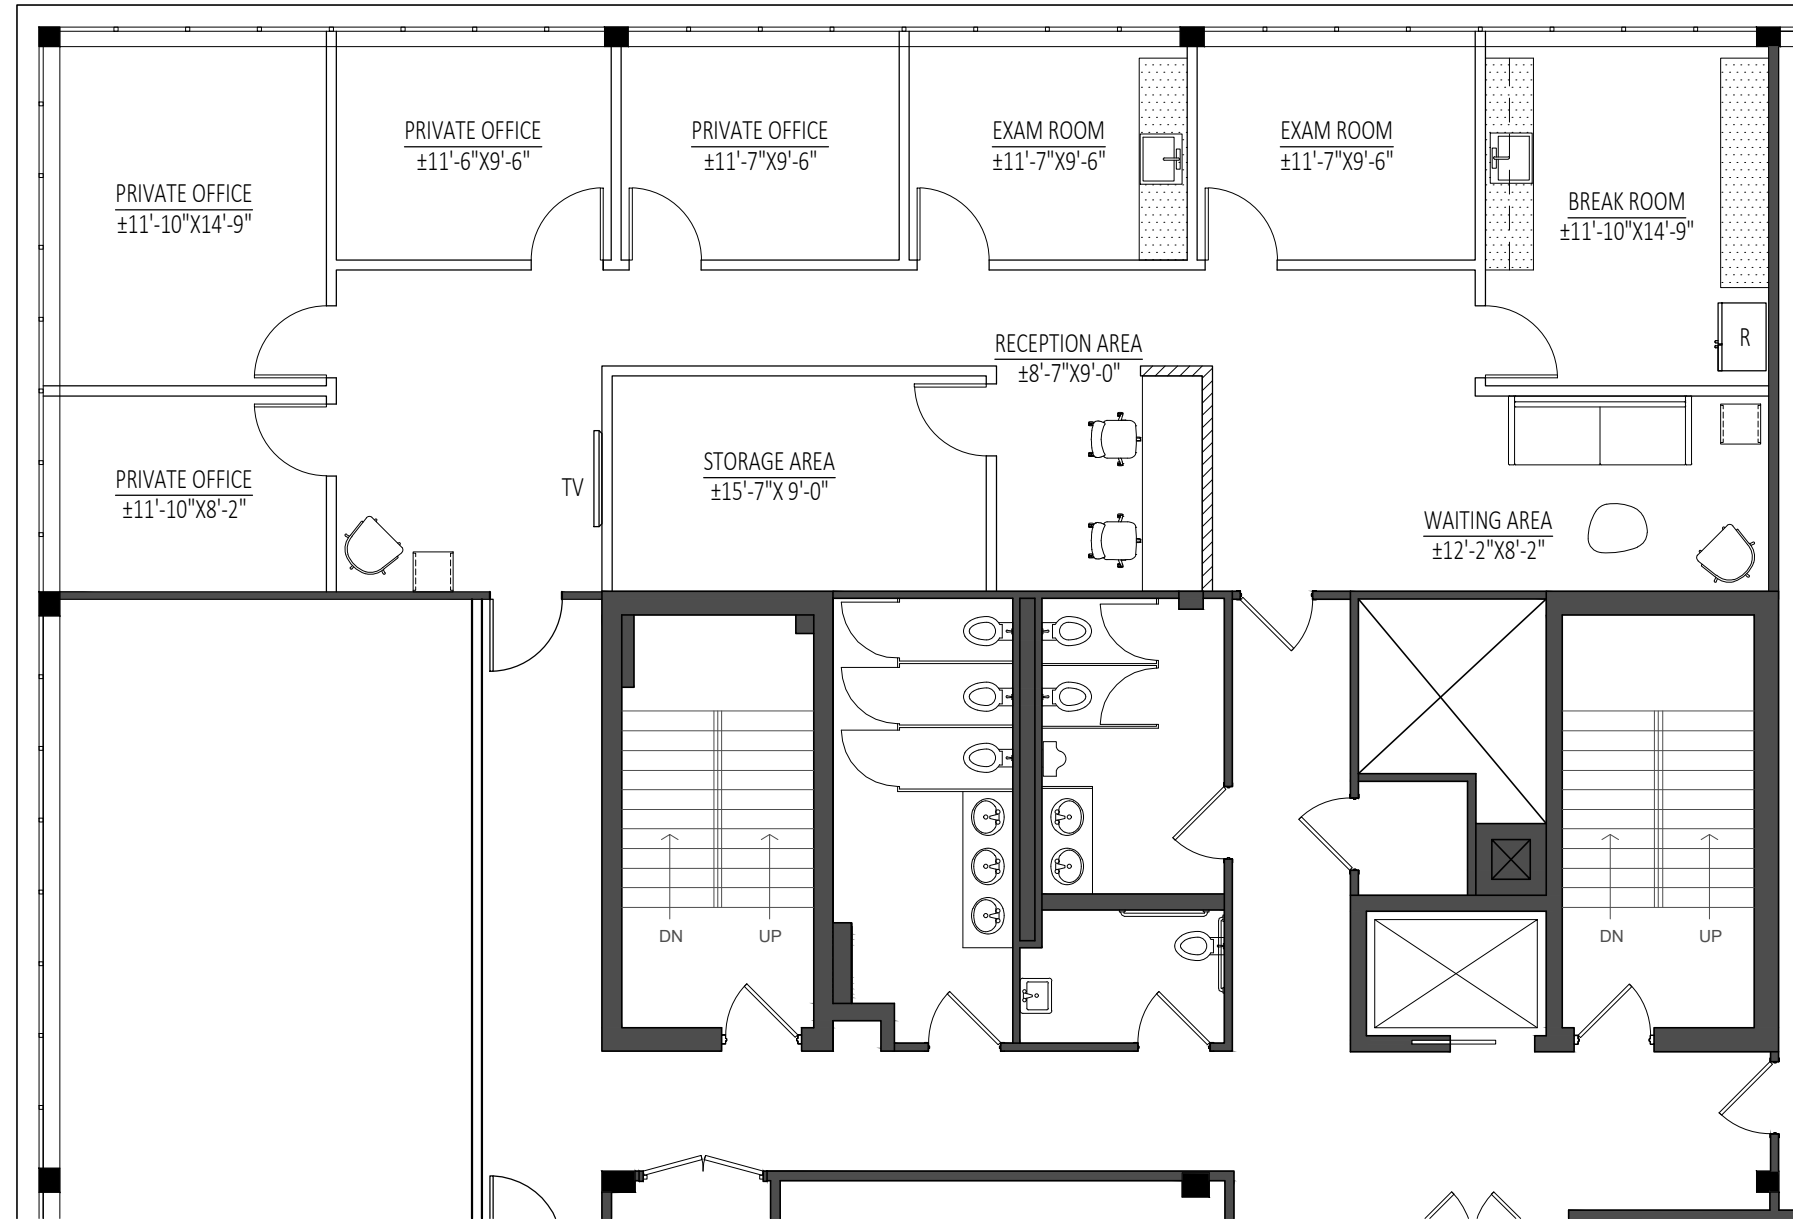 PRIVATE OFFICE
±11'-6"X9'-6"
PRIVATE OFFICE
±11'-7"X9'-6"
EXAM ROOM
±11'-7"X9'-6"
EXAM ROOM
±11'-7"X9'-6"
PRIVATE OFFICE
±11'-10"X14'-9"
BREAK ROOM
±11'-10"X14'-9"
R
RECEPTION AREA
±8'-7"X9'-0"
PRIVATE OFFICE
±11'-10"X8'-2"
TV
STORAGE AREA
±15'-7"X 9'-0"
WAITING AREA
±12'-2"X8'-2"
DN
UP
DN
UP